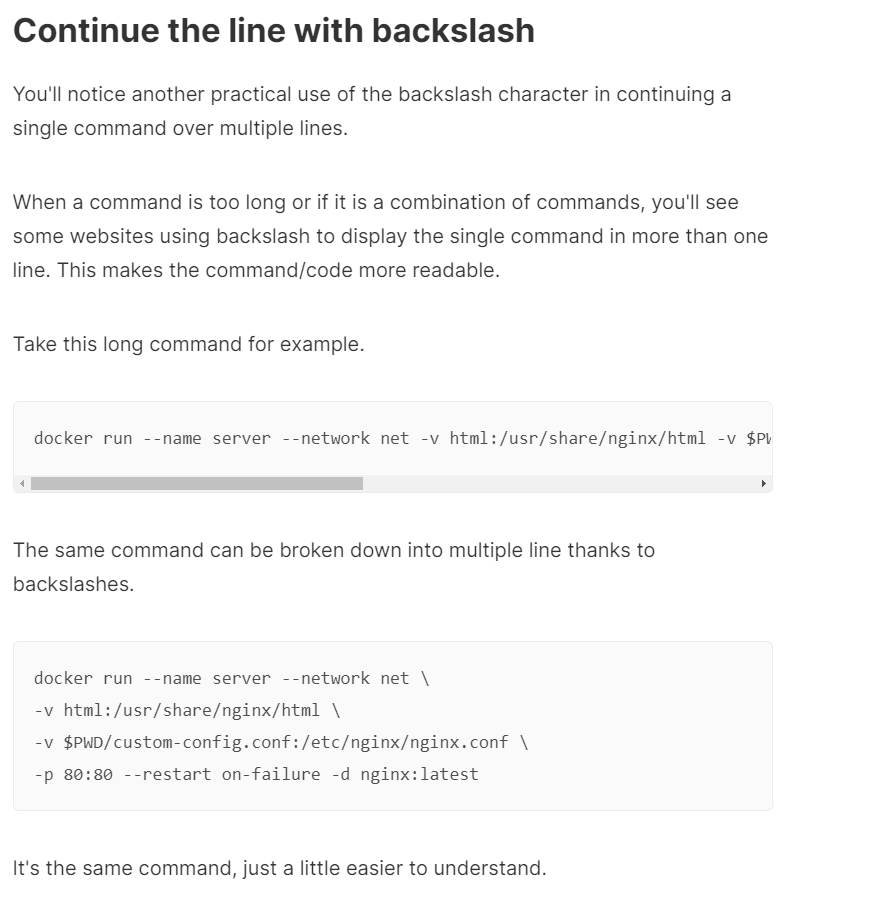 Continue the line with backslash
You'll notice another practical use of the backslash character in continuing a
single command over multiple lines.
When a command is too long or if it is a combination of commands, you'll see
some websites using backslash to display the single command in more than one
line. This makes the command/code more readable.
Take this long command for example.
docker run --name server --network net -v html:/usr/share/nginx/html -v $PW
The same command can be broken down into multiple line thanks to
backslashes.
docker run --name server --network net \
-v html:/usr/share/nginx/html \
-v $PWD/custom-config.conf:/etc/nginx/nginx.conf \
-p 80:80 --restart on-failure -d nginx:latest
It's the same command, just a little easier to understand.